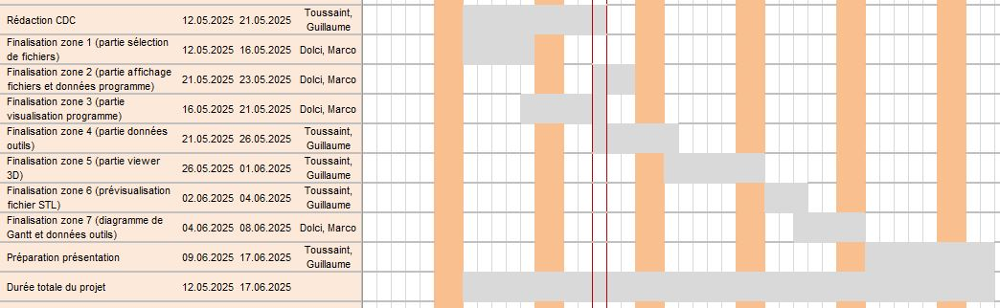 Rédaction CDC 12.05.2025 21.05.2025 Toussaint,
Guillaume
Finalisation zone 1 (partie sélection
de fichiers) 12.05.2025 16.05.2025 Dolci, Marco
Finalisation zone 2 (partie affichage
fichiers et données programme) 21.05.2025 23.05.2025 Dolci, Marco
Finalisation zone 3 (partie
visualisation programme) 16.05.2025 21.05.2025 Dolci, Marco
Finalisation zone 4 (partie données
outils) 21.05.2025 26.05.2025 Toussaint,
Guillaume
Finalisation zone 5 (partie viewer
3D) 26.05.2025 01.06.2025 Toussaint,
Guillaume
Finalisation zone 6 (prévisualisation
fichier STL) 02.06.2025 04.06.2025 Toussaint,
Guillaume
Finalisation zone 7 (diagramme de
Gantt et données outils) 04.06.2025 08.06.2025 Dolci, Marco
Préparation présentation 09.06.2025 17.06.2025 Toussaint,
Guillaume
Durée totale du projet 12.05.2025 17.06.2025